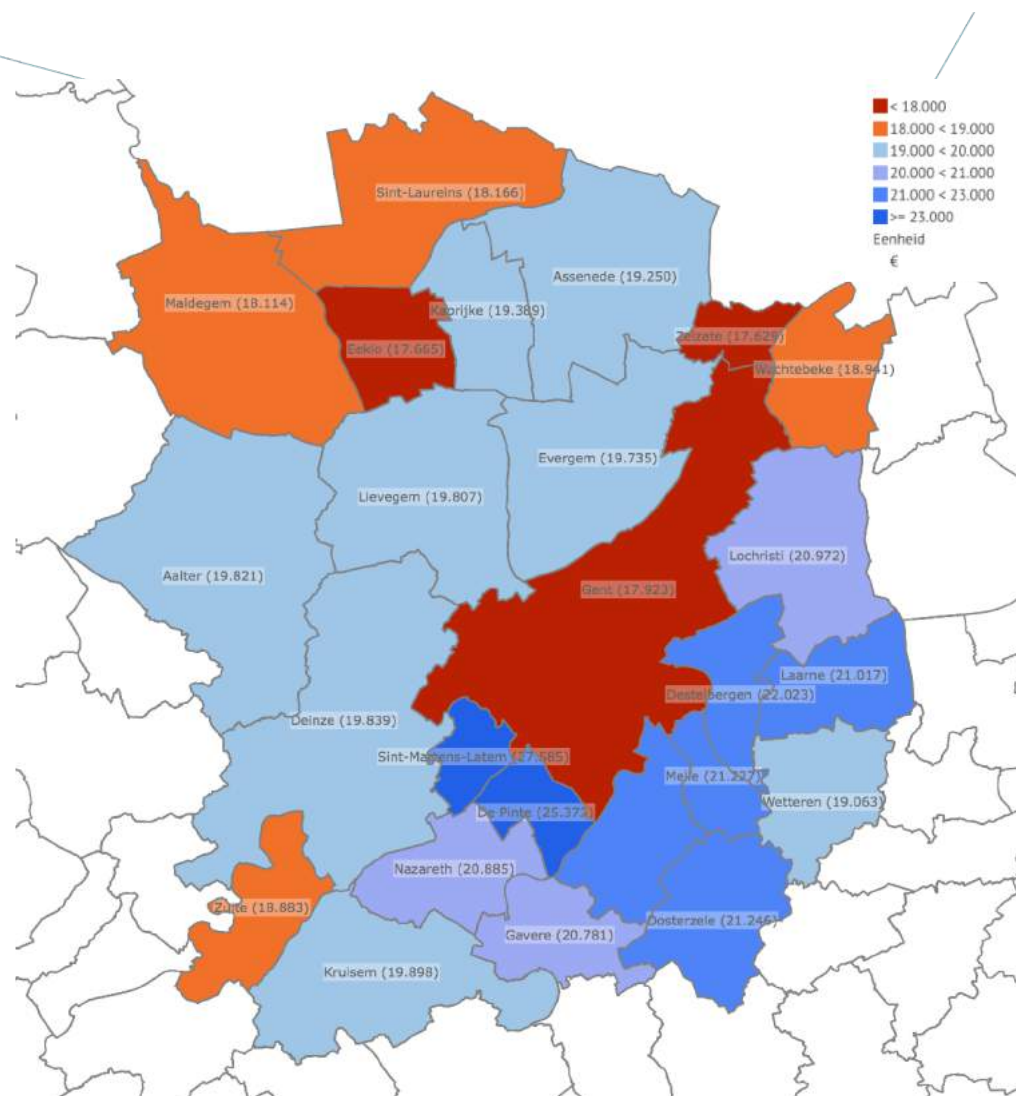 < 18.000
18.000 < 19.000
19.000 < 20.000
20.000 < 21.000
21.000 < 23.000
>= 23.000
Eenheid
€
Sint-Laureins (18.166)
Assenede (19.250)
Maldegem (18.114)
Kaprijke (19.389)
Zelzate (17.629)
Eeklo (17.665)
Wachtebeke (18.941)
Evergem (19.735)
Lievegem (19.807)
Lochristi (20.972)
Aalter (19.821)
Gent (17.923)
Laarne (21.017)
Destelbergen (22.023)
Deinze (19.839)
Sint-Martens-Latem (27.685)
Melle (21.227)
Wetteren (19.063)
De Pinte (25.373)
Nazareth (20.885)
Zulte (18.883)
Oosterzele (21.246)
Gavere (20.781)
Kruisem (19.898)